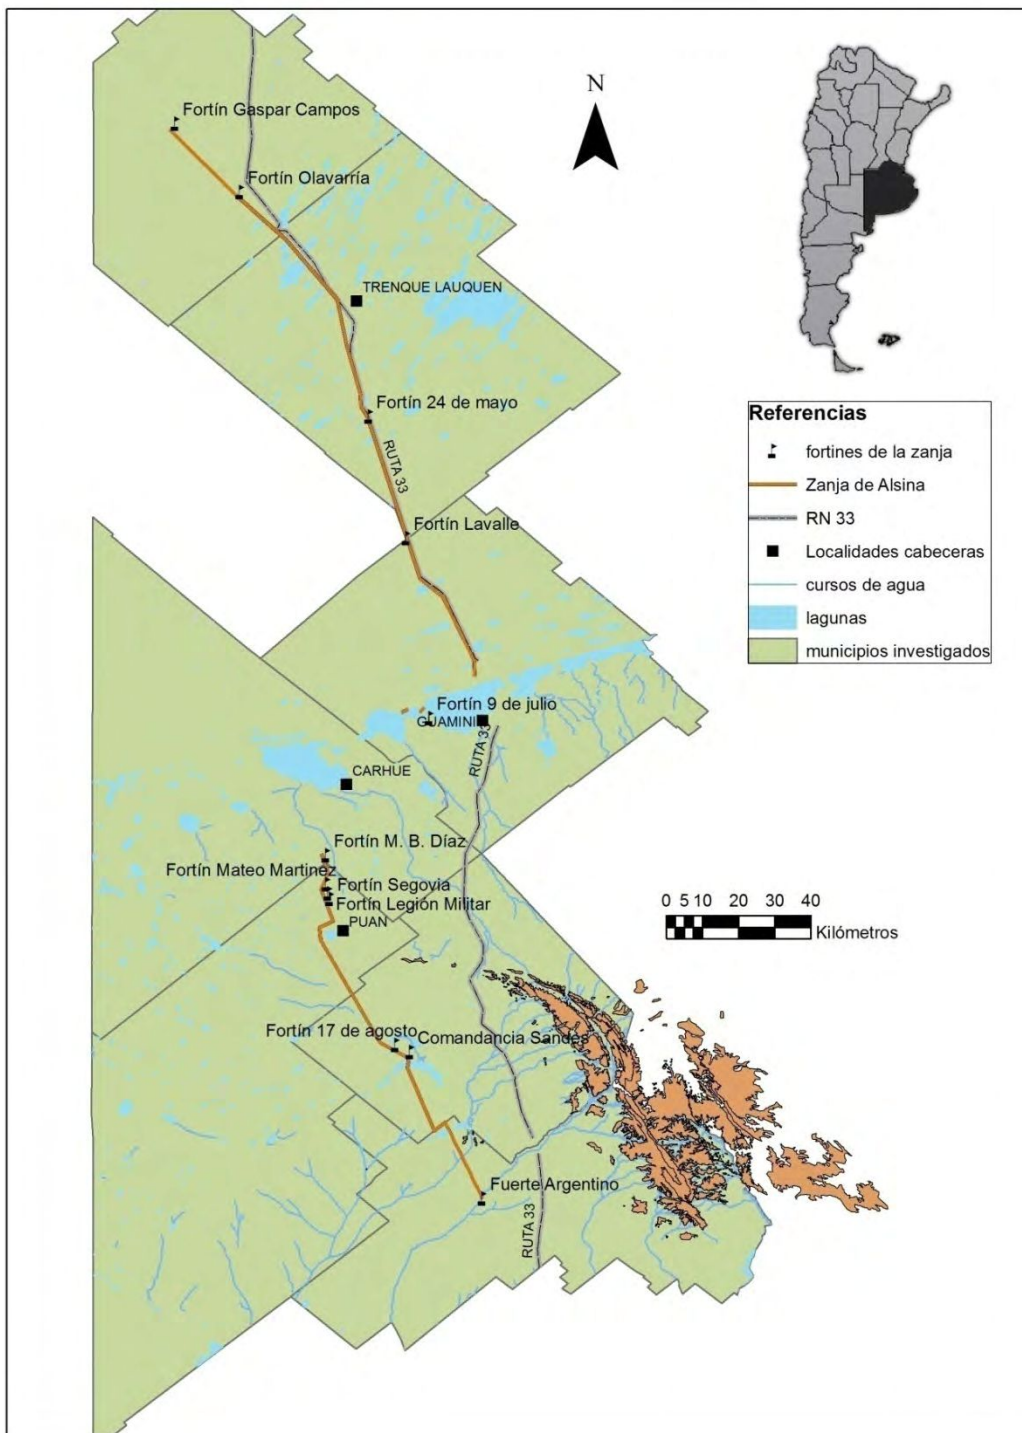 N
Fortín Gaspar Campos
Fortín Olavarría
TRENQUE LAUQUEN
Fortín 24 de mayo
RUTA 33
Fortín Lavalle
Referencias
fortines de la zanja
Zanja de Alsina
RN 33
Localidades cabeceras
cursos de agua
lagunas
municipios investigados
Fortín 9 de julio
GUAMINI
RUTA 33
CARHUE
Fortín M. B. Díaz
Fortín Mateo Martinez
Fortín Segovia
Fortín Legión Militar
PUAN
0 5 10 20 30 40
Kilómetros
Fortín 17 de agosto
Comandancia Sandes
Fuerte Argentino
RUTA 33